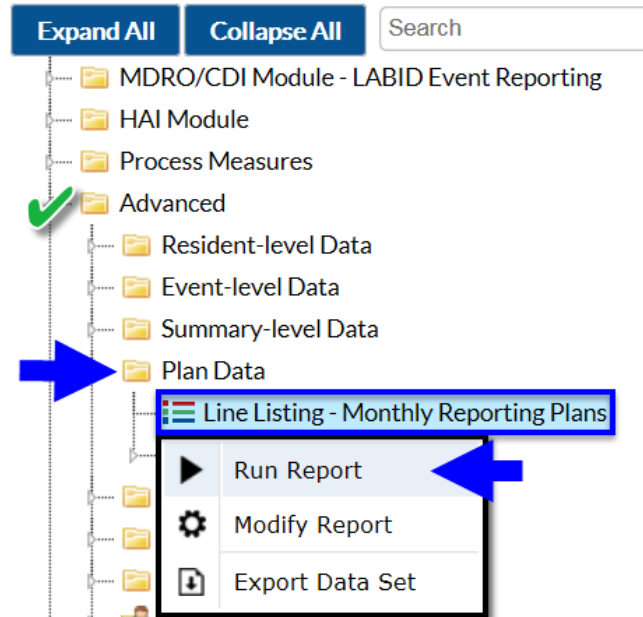 Expand All
Collapse All
Search
MDRO/CDI Module - LABID Event Reporting
HAI Module
Process Measures
Advanced
Resident-level Data
Event-level Data
Summary-level Data
Plan Data
Line Listing - Monthly Reporting Plans
Run Report
Modify Report
Export Data Set